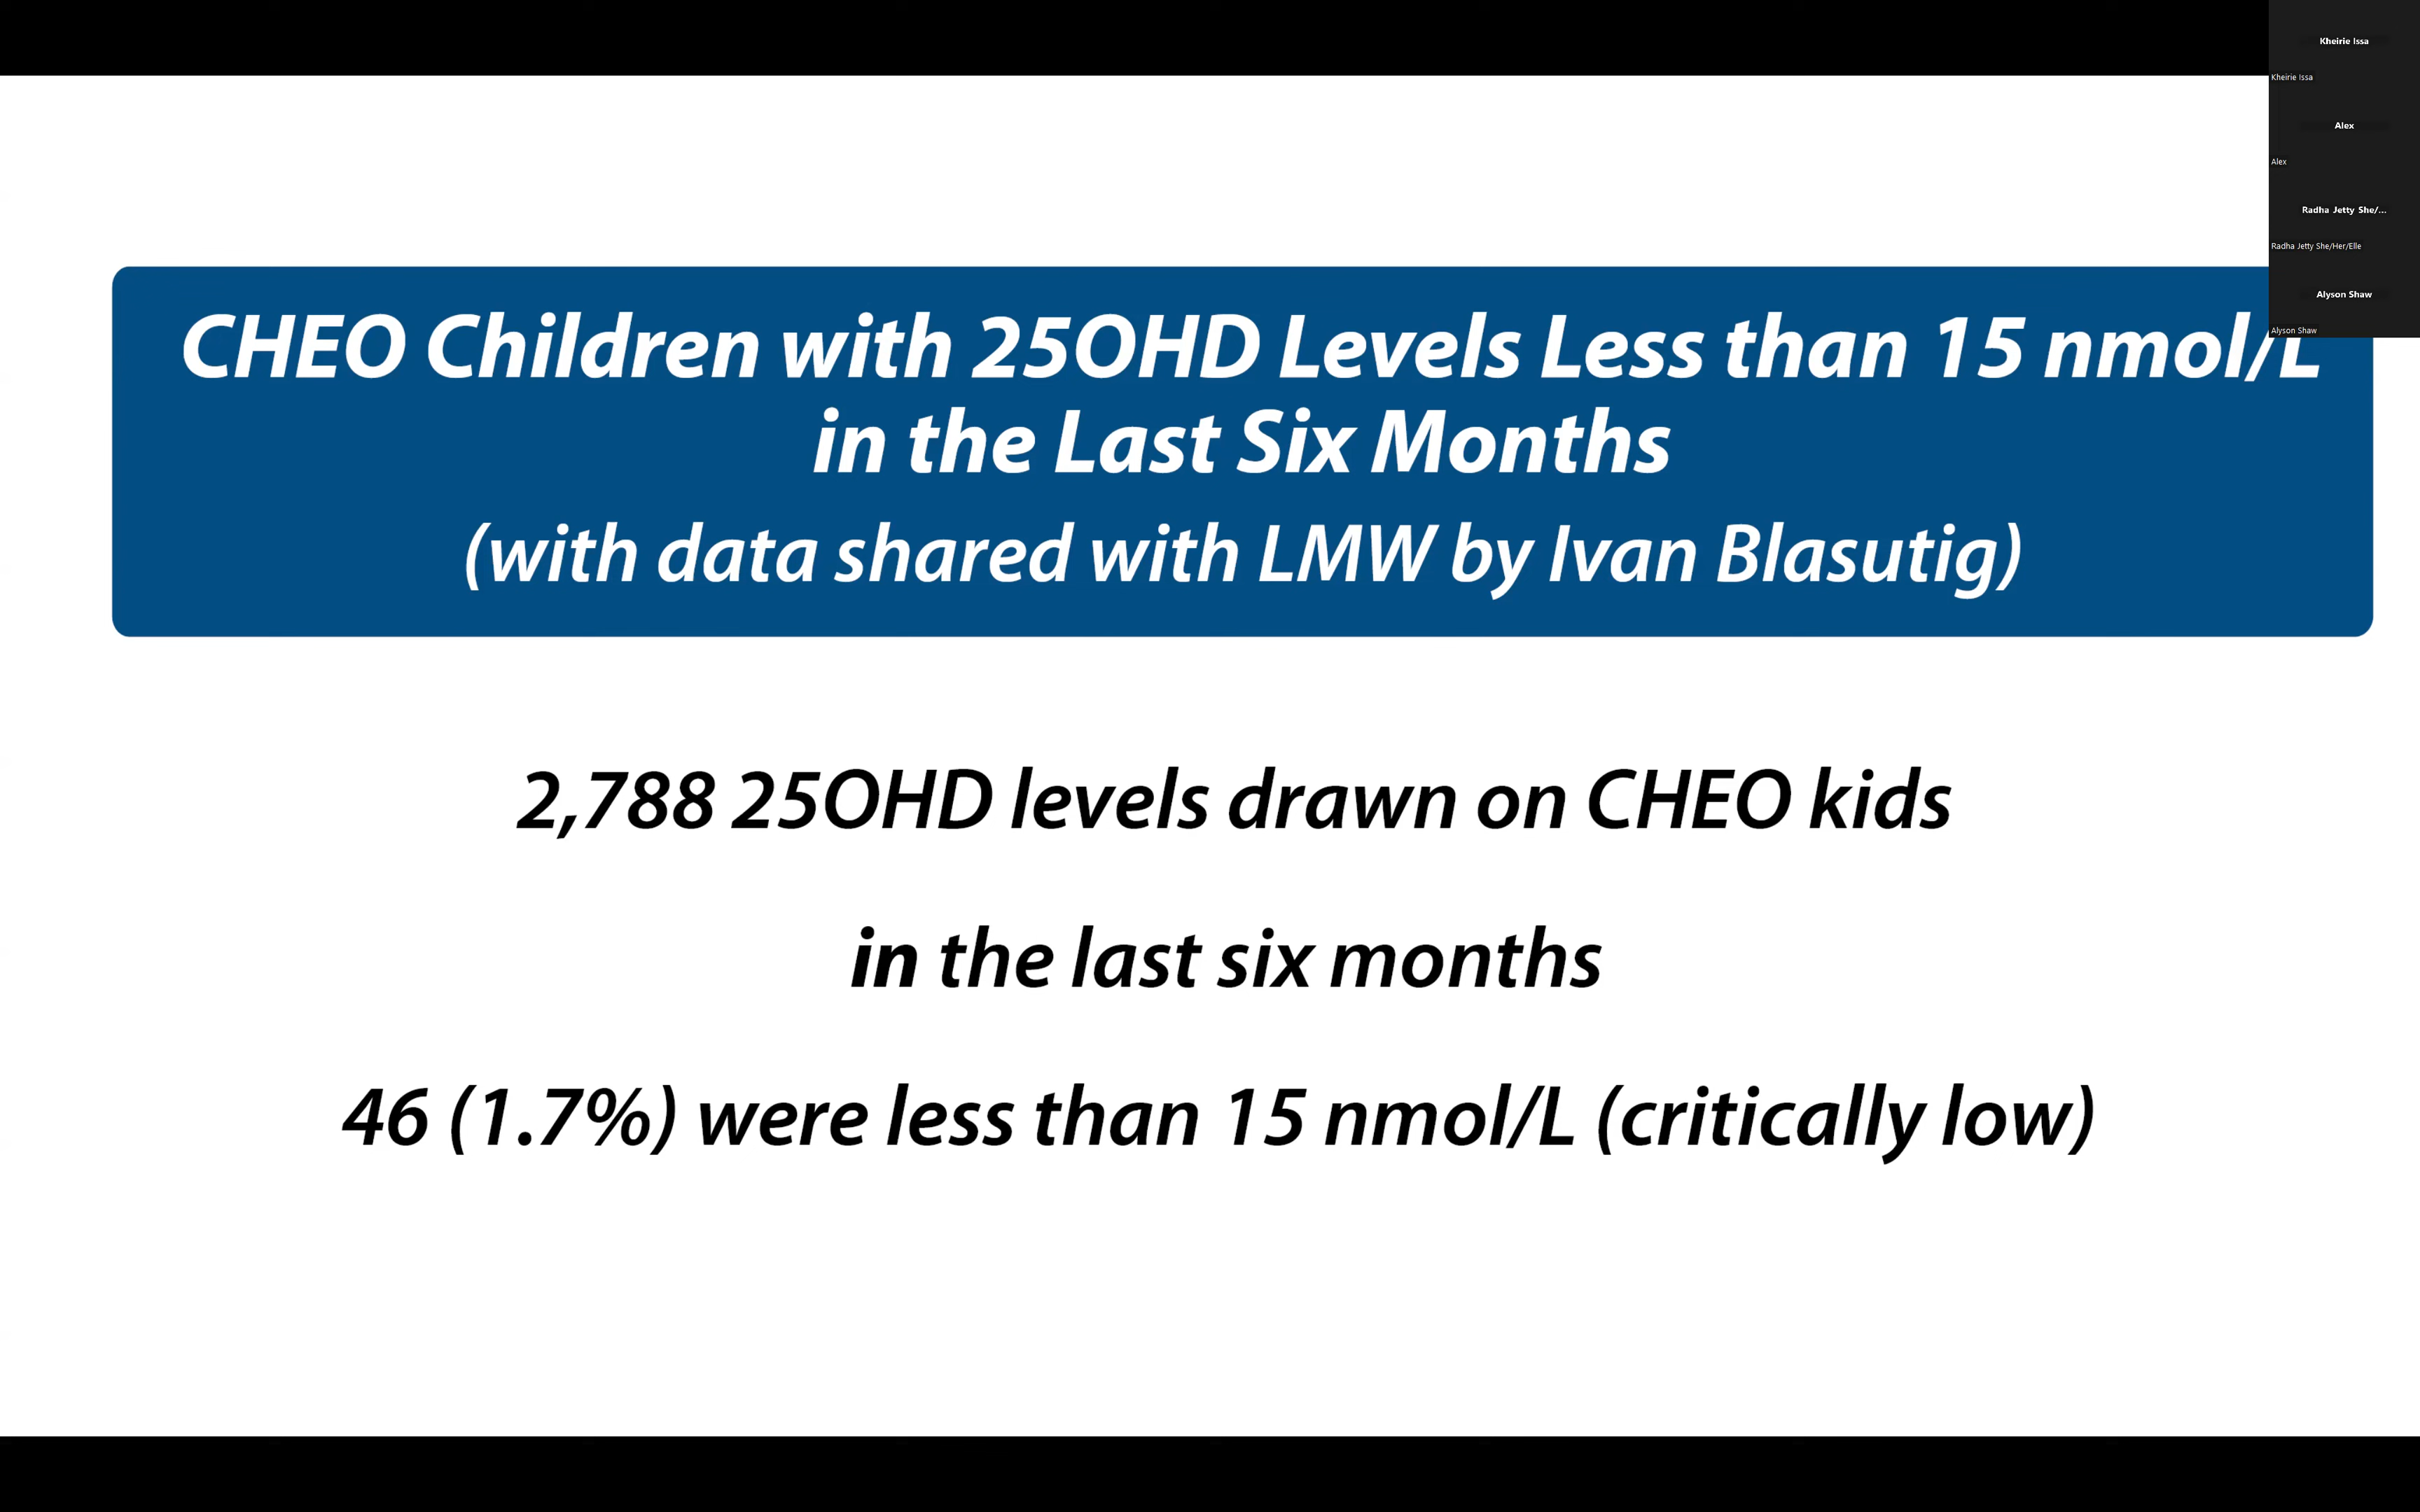 Kheirie Issa
Kheirie Issa
Alex
Alex
Radha Jetty She/...
Radha Jetty She/Her/Elle
Alyson Shaw
Alyson Shaw
CHEO Children with 25OHD Levels Less than 15 nmol/L
in the Last Six Months
(with data shared with LMW by Ivan Blasutig)
2,788 25OHD levels drawn on CHEO kids
in the last six months
46 (1.7%) were less than 15 nmol/L (critically low)